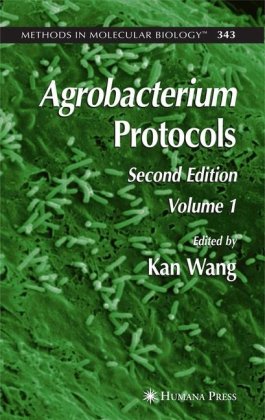 METHODS IN MOLECULAR BIOLOGY™ 343
Agrobacterium
Protocols
Second Edition
Volume 1
Edited by
Kan Wang
HUMANA PRESS